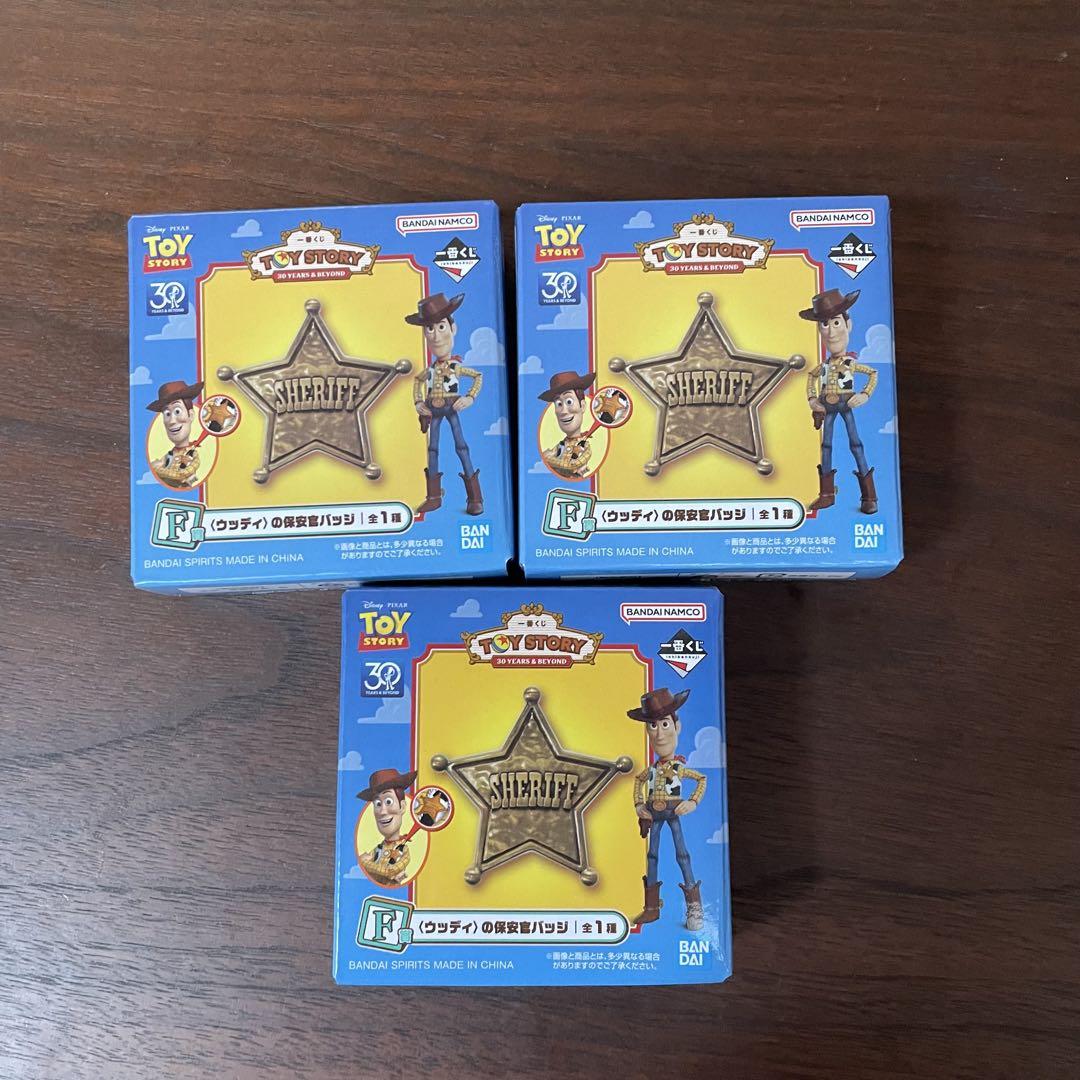 Disney PIXAR
TOY
STORY
30
YEARS & BEYOND
一番くじ
TOY STORY
30 YEARS & BEYOND
BANDAI NAMCO
一番くじ
ichibankuji
SHERIFF
F賞
〈ウッディ〉の保安官バッジ|全1種
BANDAI SPIRITS MADE IN CHINA
※画像と商品とは、多少異なる場合
がありますのでご了承ください。
BAN
DAI
Disney PIXAR
TOY
STORY
30
YEARS & BEYOND
一番くじ
TOY STORY
30 YEARS & BEYOND
BANDAI NAMCO
一番くじ
ichibankuji
SHERIFF
F賞
〈ウッディ〉の保安官バッジ|全1種
BANDAI SPIRITS MADE IN CHINA
※画像と商品とは、多少異なる場合
がありますのでご了承ください。
BAN
DAI
Disney PIXAR
TOY
STORY
30
YEARS & BEYOND
一番くじ
TOY STORY
30 YEARS & BEYOND
BANDAI NAMCO
一番くじ
ichibankuji
SHERIFF
F賞
〈ウッディ〉の保安官バッジ|全1種
BANDAI SPIRITS MADE IN CHINA
※画像と商品とは、多少異なる場合
がありますのでご了承ください。
BAN
DAI